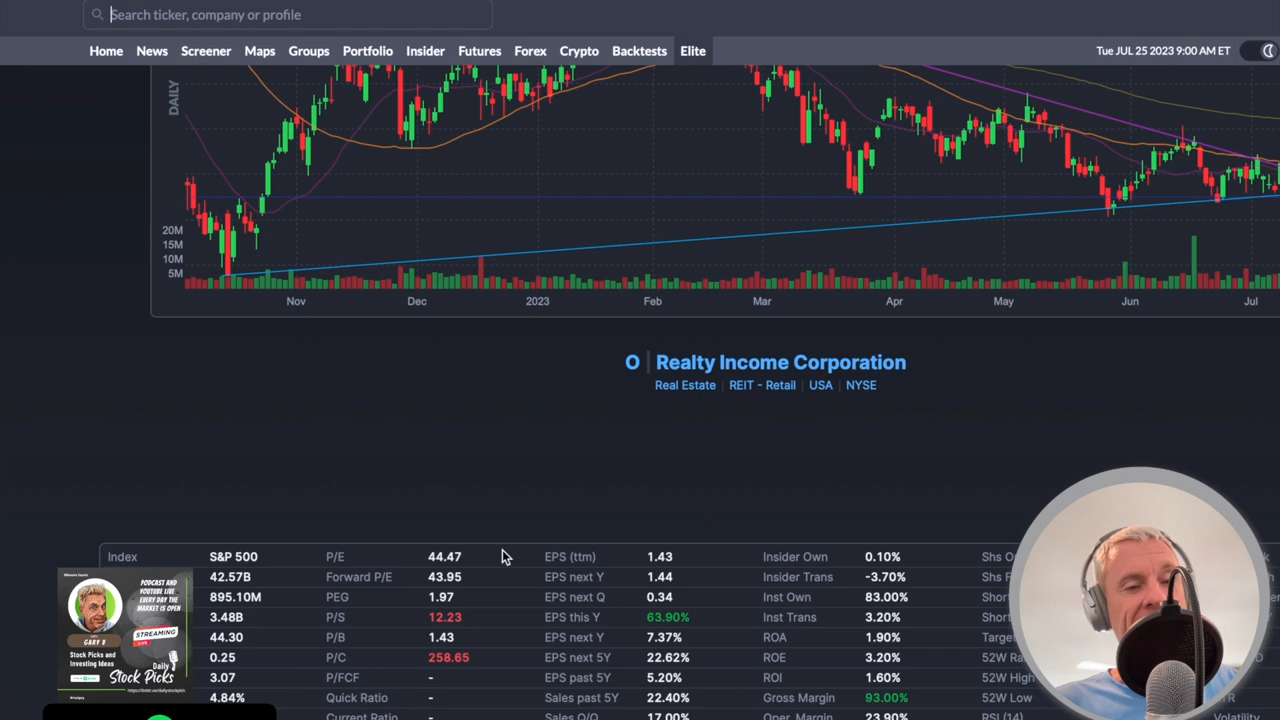 Search ticker, company or profile
Home News Screener Maps Groups Portfolio Insider Futures Forex Crypto Backtests Elite Tue JUL 25 2023 9:00 AM ET
DAILY
20M
15M
10M
5M
Nov Dec 2023 Feb Mar Apr May Jun Jul
O | Realty Income Corporation
Real Estate | REIT - Retail | USA | NYSE
Index S&P 500 P/E 44.47 EPS (ttm) 1.43 Insider Own 0.10% Shs
42.57B Forward P/E 43.95 EPS next Y 1.44 Insider Trans -3.70% Shs
895.10M PEG 1.97 EPS next Q 0.34 Inst Own 83.00% Short
3.48B P/S 12.23 EPS this Y 63.90% Inst Trans 3.20% Short
44.30 P/B 1.43 EPS next Y 7.37% ROA 1.90% Target
0.25 P/C 258.65 EPS next 5Y 22.62% ROE 3.20% 52W
3.07 P/FCF - EPS past 5Y 5.20% ROI 1.60% 52W
4.84% Quick Ratio - Sales past 5Y 22.40% Gross Margin 93.00% 52W Low
Current Ratio - Sales Q/Q 17.00% Oper. Margin 23.90% RSI (14)
PODCAST AND
YOUTUBE LIVE
EVERY DAY THE
MARKET IS OPEN
GARY V
STREAMING
LIVE
Stock Picks and
Investing Ideas
Daily
Stock Picks